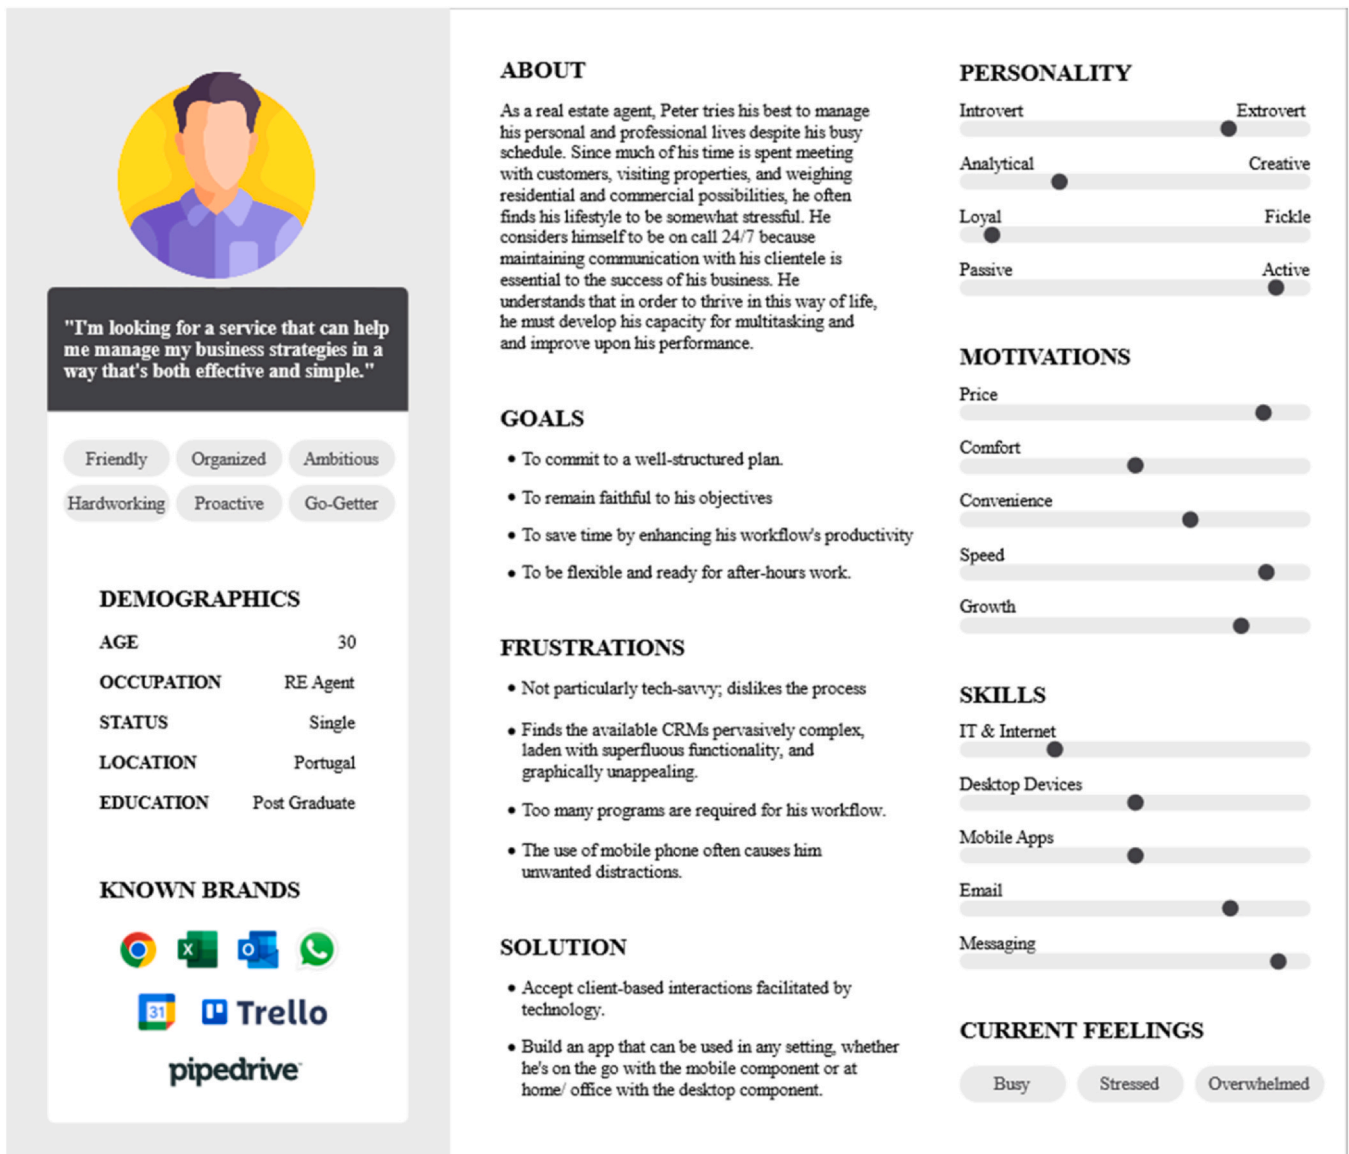 "I'm looking for a service that can help
me manage my business strategies in a
way that's both effective and simple."
Friendly
Organized
Ambitious
Hardworking
Proactive
Go-Getter
DEMOGRAPHICS
AGE 30
OCCUPATION RE Agent
STATUS Single
LOCATION Portugal
EDUCATION Post Graduate
KNOWN BRANDS
X
O
31
Trello
pipedrive
ABOUT
As a real estate agent, Peter tries his best to manage
his personal and professional lives despite his busy
schedule. Since much of his time is spent meeting
with customers, visiting properties, and weighing
residential and commercial possibilities, he often
finds his lifestyle to be somewhat stressful. He
considers himself to be on call 24/7 because
maintaining communication with his clientele is
essential to the success of his business. He
understands that in order to thrive in this way of life,
he must develop his capacity for multitasking and
and improve upon his performance.
GOALS
• To commit to a well-structured plan.
• To remain faithful to his objectives
• To save time by enhancing his workflow's productivity
• To be flexible and ready for after-hours work.
FRUSTRATIONS
• Not particularly tech-savvy; dislikes the process
• Finds the available CRMs pervasively complex,
laden with superfluous functionality, and
graphically unappealing.
• Too many programs are required for his workflow.
• The use of mobile phone often causes him
unwanted distractions.
SOLUTION
• Accept client-based interactions facilitated by
technology.
• Build an app that can be used in any setting, whether
he's on the go with the mobile component or at
home/ office with the desktop component.
PERSONALITY
Introvert Extrovert
Analytical Creative
Loyal Fickle
Passive Active
MOTIVATIONS
Price
Comfort
Convenience
Speed
Growth
SKILLS
IT & Internet
Desktop Devices
Mobile Apps
Email
Messaging
CURRENT FEELINGS
Busy
Stressed
Overwhelmed